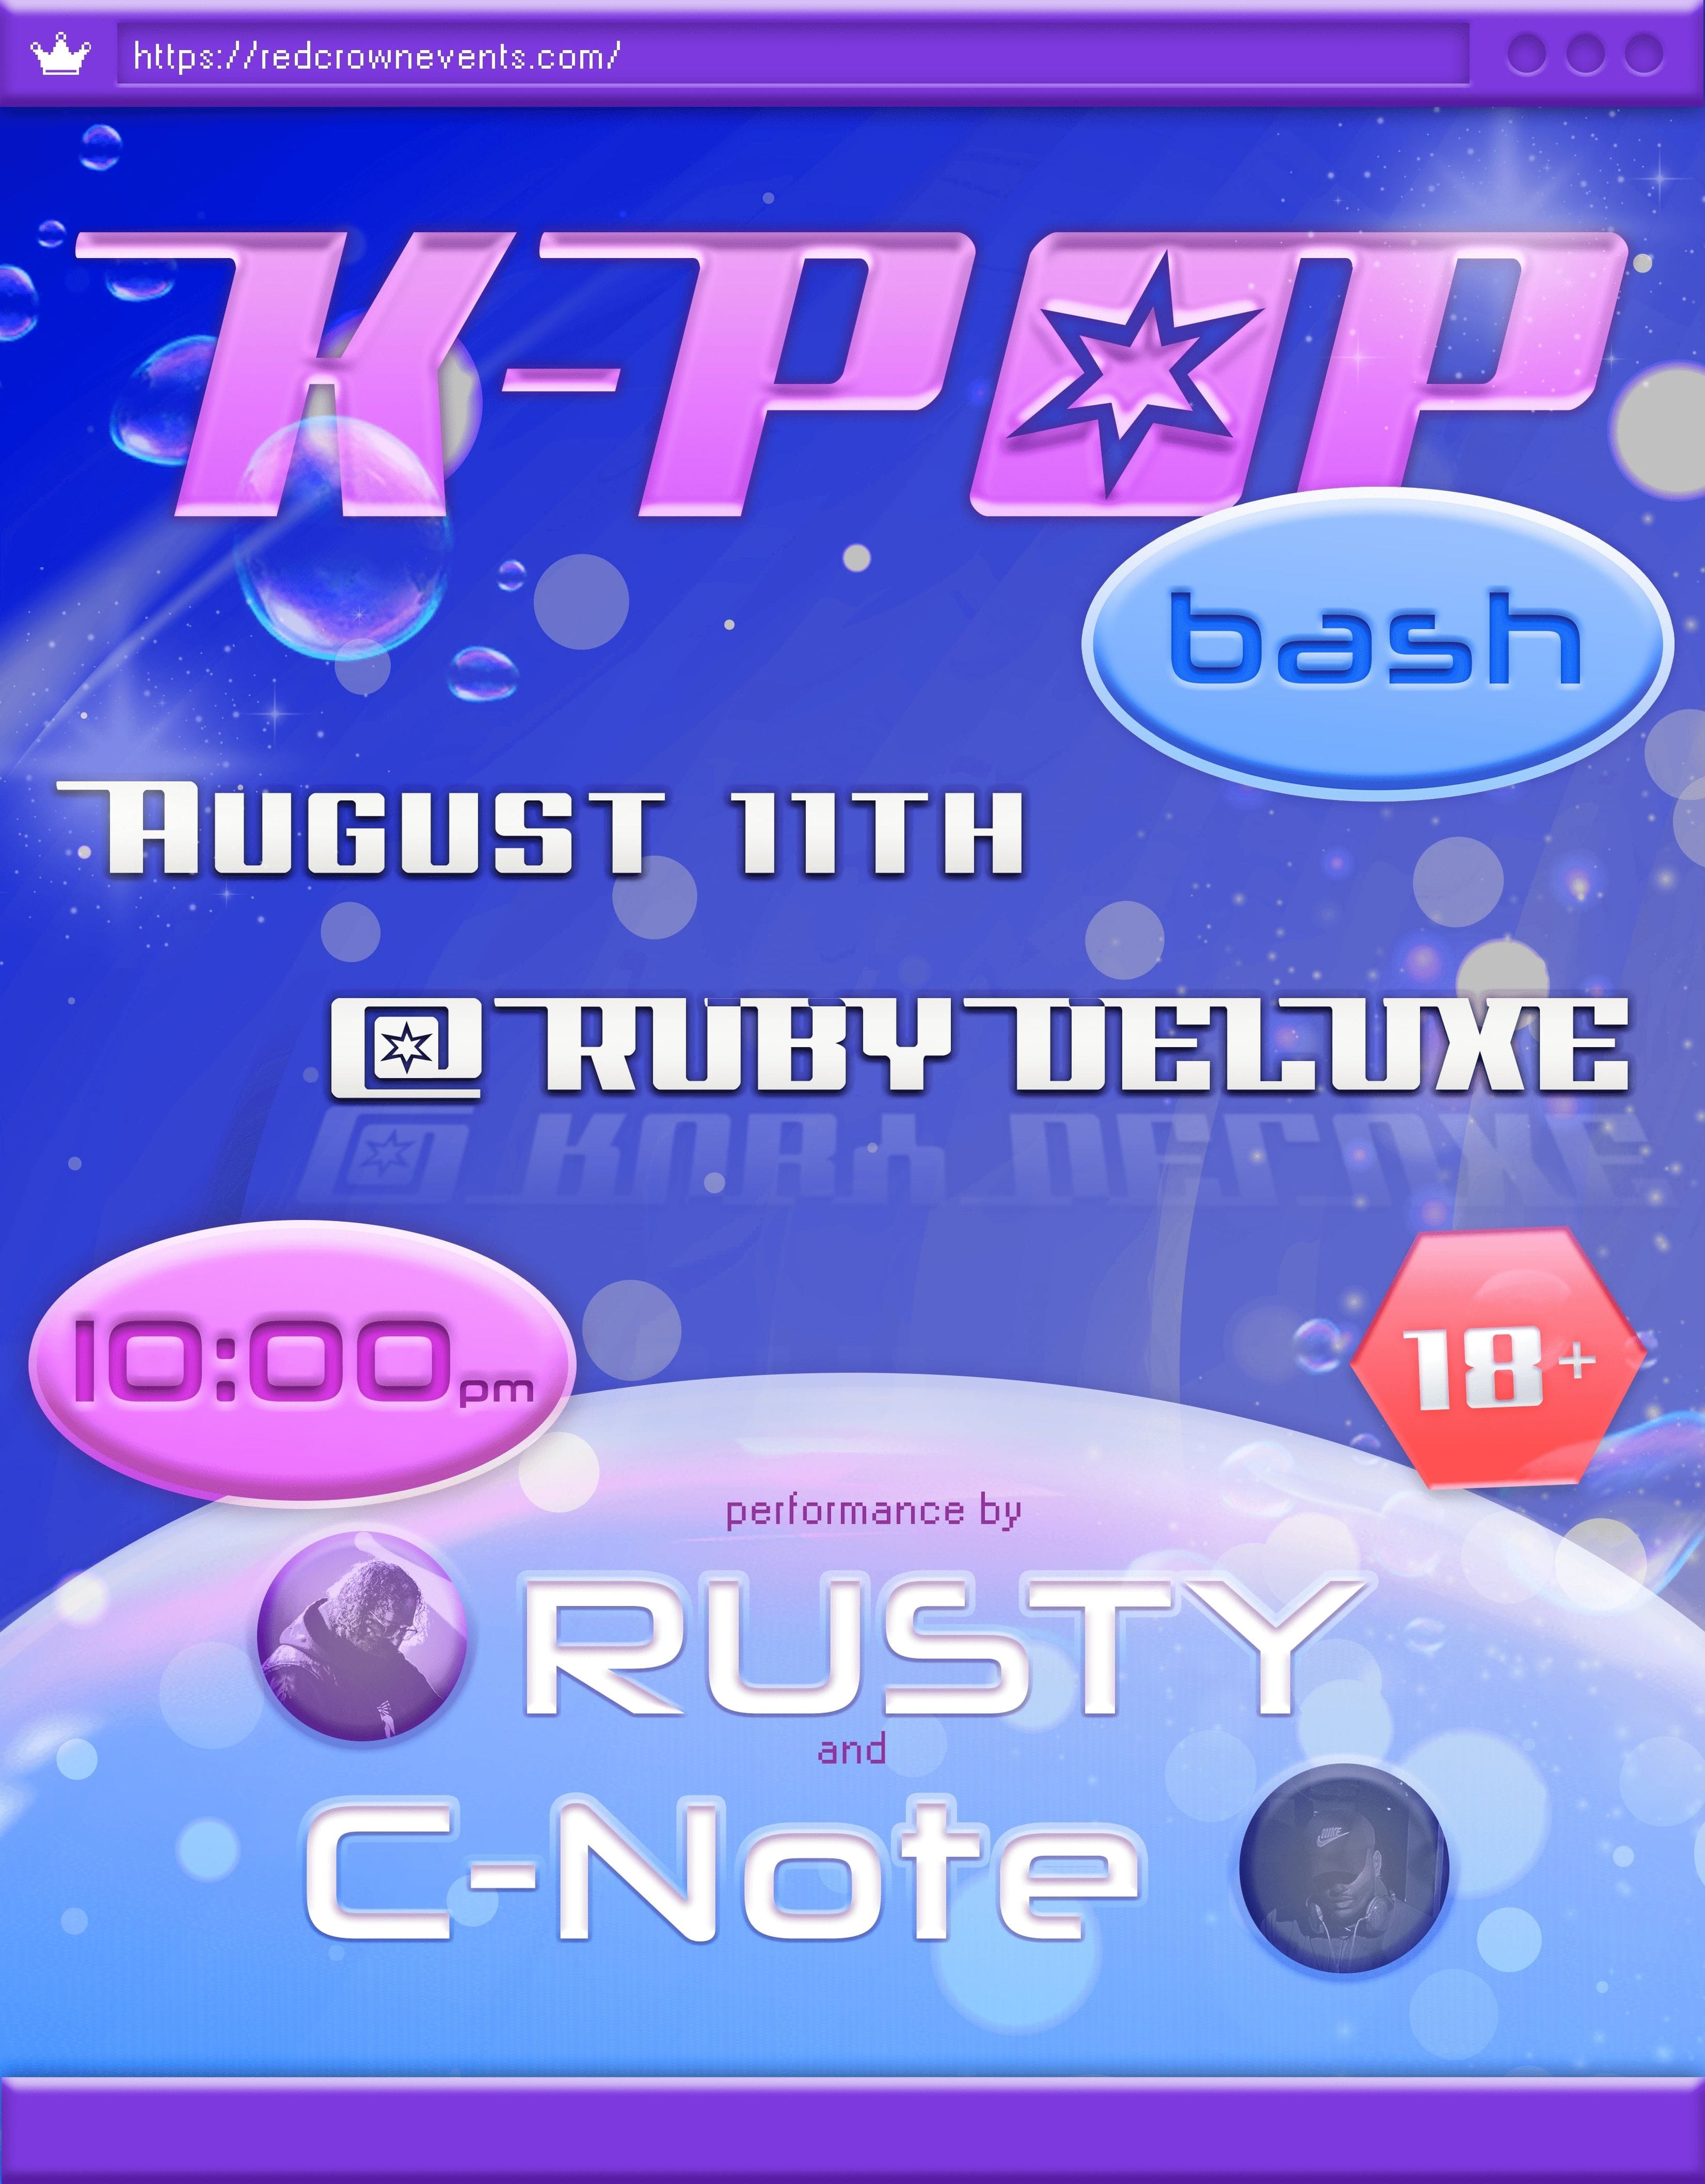 https://redcrownevents.com/
K-POP
bash
August 11th
@ RUBY DELUXE
10:00pm
18+
performance by
RUSTY
and
C-Note